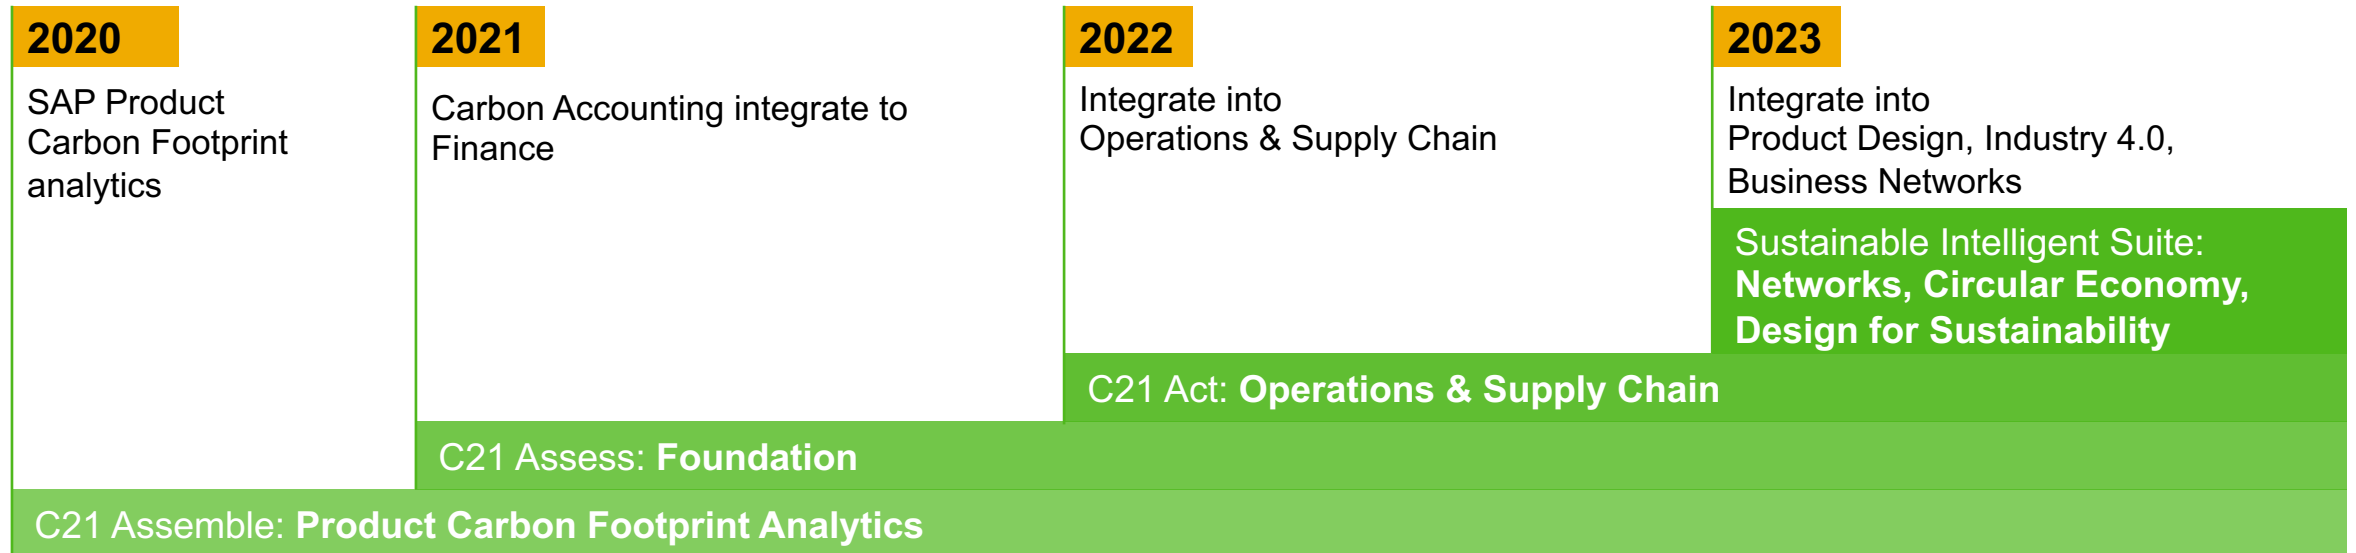 2020
SAP Product
Carbon Footprint
analytics
2021
Carbon Accounting integrate to
Finance
2022
Integrate into
Operations & Supply Chain
2023
Integrate into
Product Design, Industry 4.0,
Business Networks
Sustainable Intelligent Suite:
Networks, Circular Economy,
Design for Sustainability
C21 Act: Operations & Supply Chain
C21 Assess: Foundation
C21 Assemble: Product Carbon Footprint Analytics